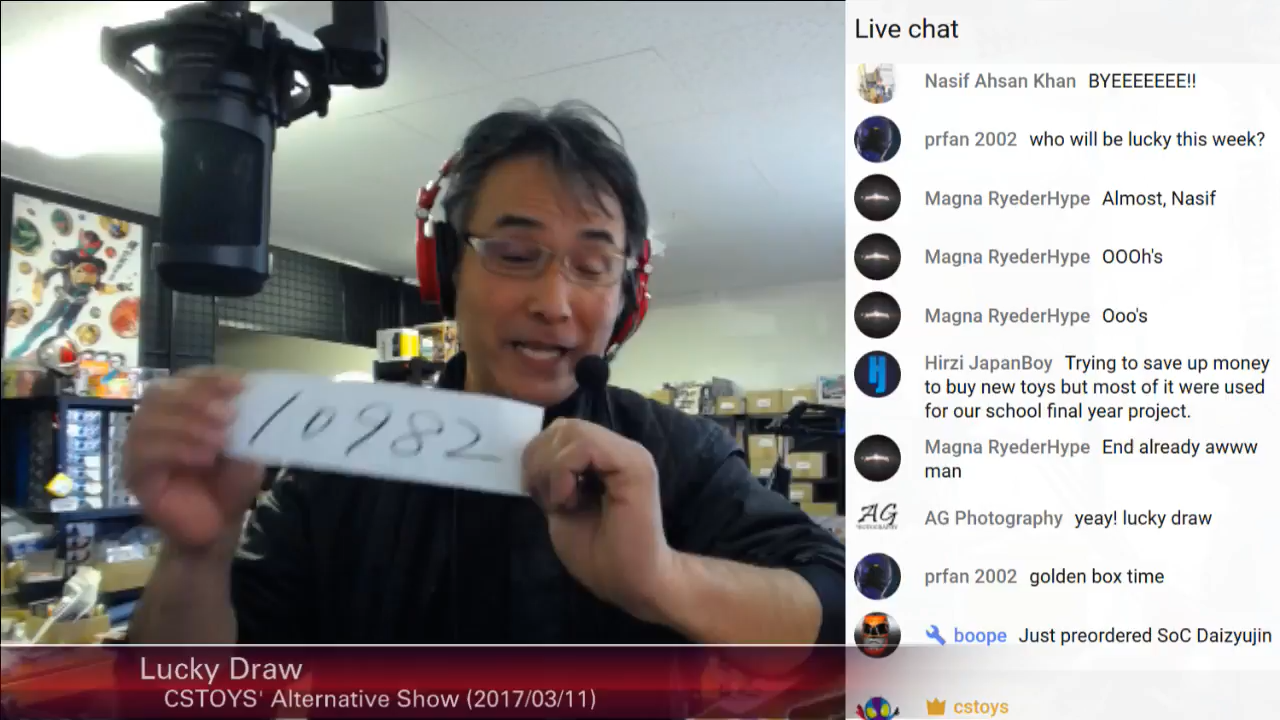 Live chat
Nasif Ahsan Khan BYEEEEEEE!!
prfan 2002 who will be lucky this week?
Magna RyederHype Almost, Nasif
Magna RyederHype OOOh's
Magna RyederHype Ooo's
HJ
Hirzi JapanBoy Trying to save up money
to buy new toys but most of it were used
for our school final year project.
Magna RyederHype End already awww
man
AG
AG Photography yeay! lucky draw
prfan 2002 golden box time
boope Just preordered SoC Daizyujin
cstoys
10982
Lucky Draw
CSTOYS' Alternative Show (2017/03/11)